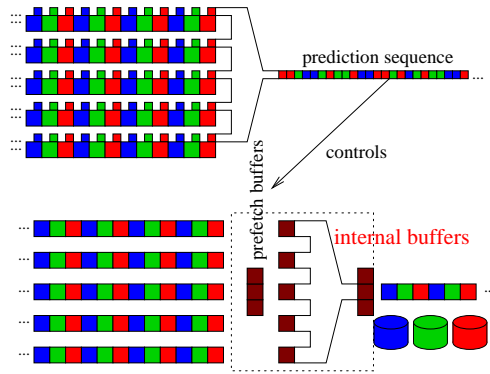 prediction sequence
controls
prefetch buffers
internal buffers